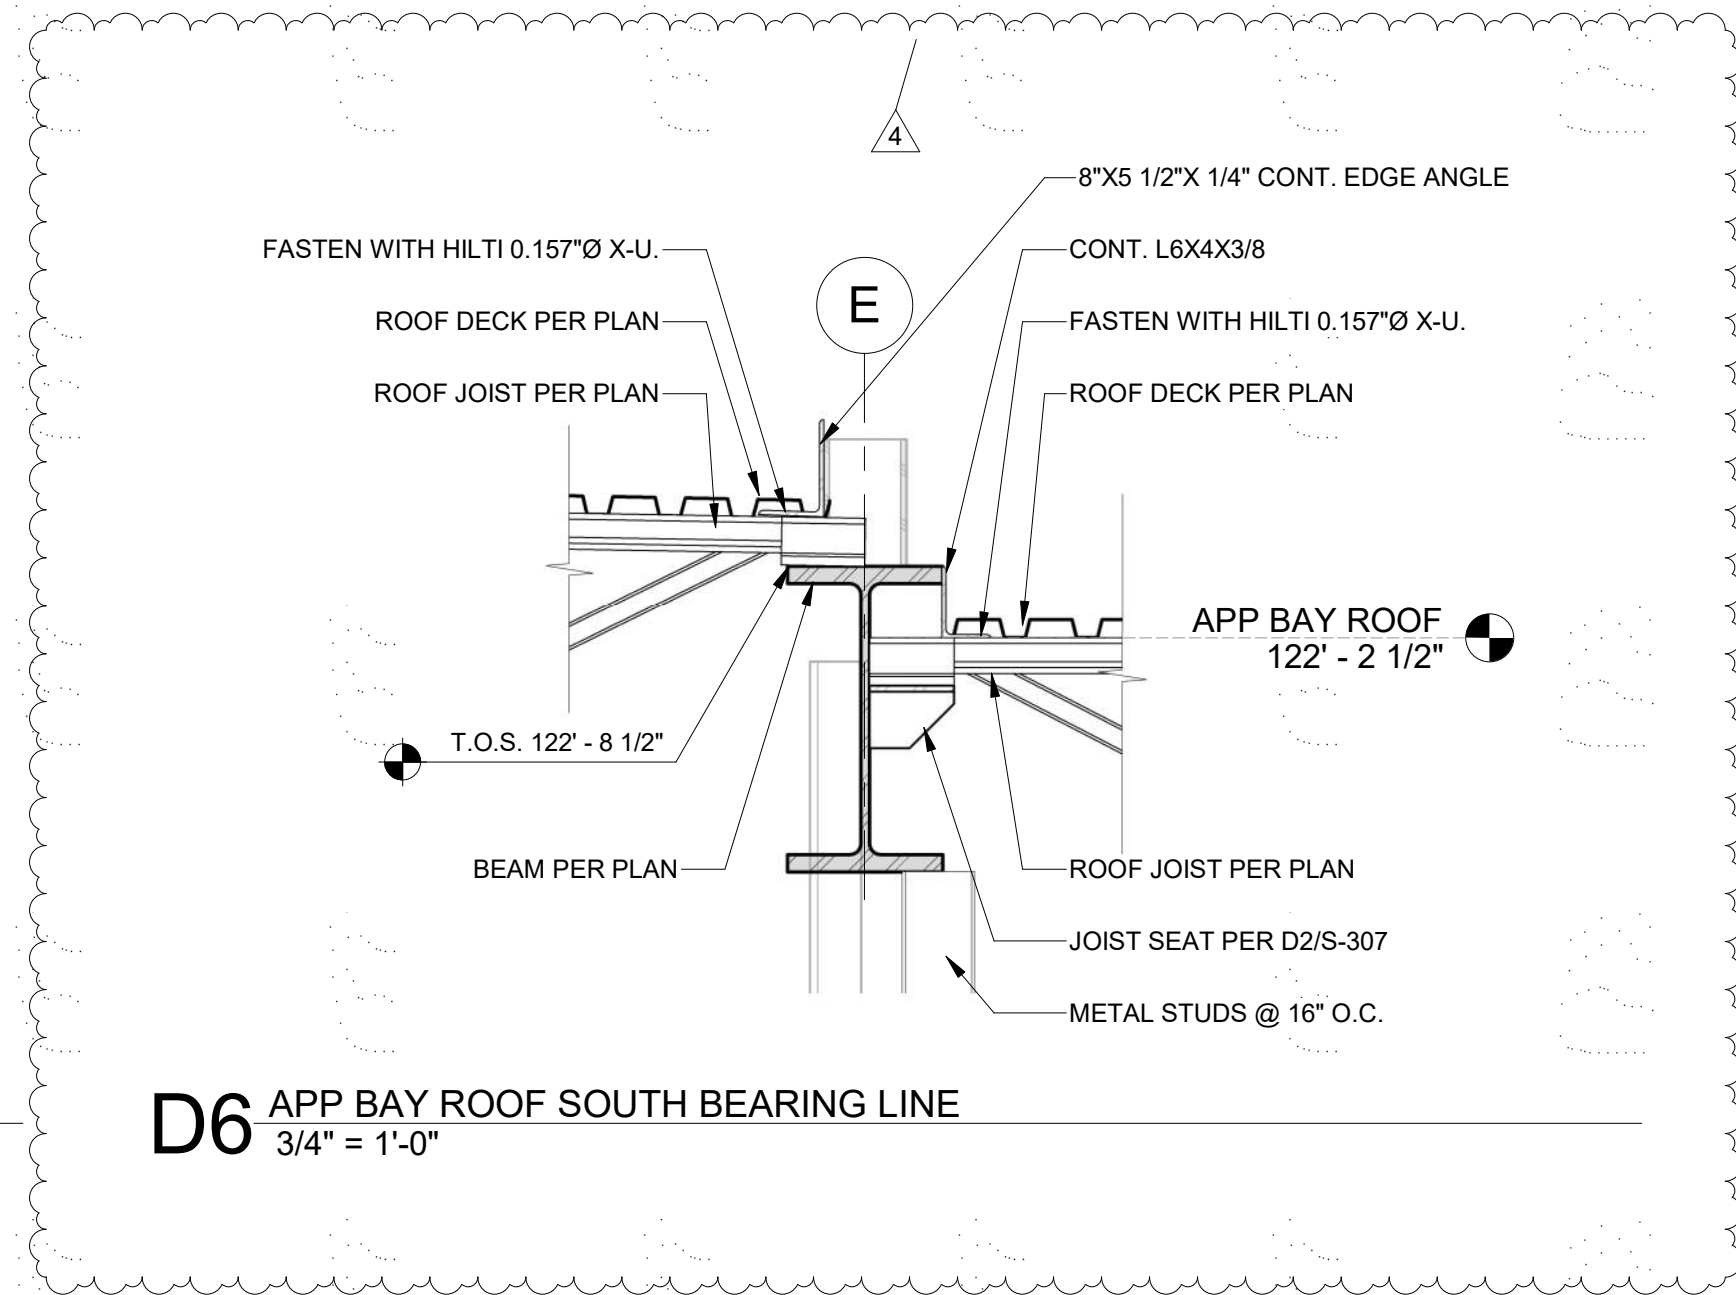 4
8"X5 1/2"X 1/4" CONT. EDGE ANGLE
FASTEN WITH HILTI 0.157"Ø X-U.
CONT. L6X4X3/8
E
ROOF DECK PER PLAN
FASTEN WITH HILTI 0.157"Ø X-U.
ROOF JOIST PER PLAN
ROOF DECK PER PLAN
APP BAY ROOF
122' - 2 1/2"
T.O.S. 122' - 8 1/2"
BEAM PER PLAN
ROOF JOIST PER PLAN
JOIST SEAT PER D2/S-307
METAL STUDS @ 16" O.C.
D6
APP BAY ROOF SOUTH BEARING LINE
3/4" = 1'-0"